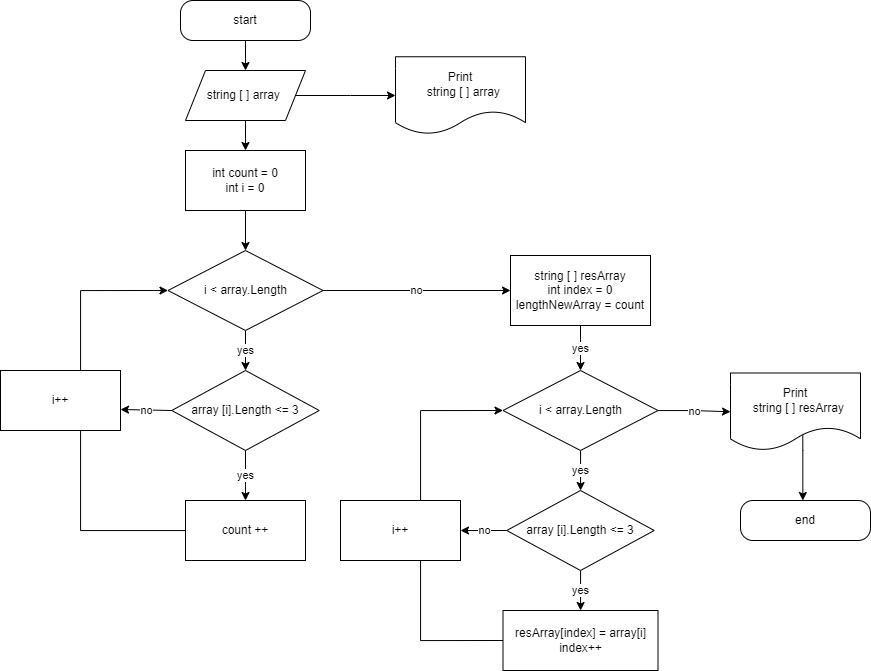 start
string [ ] array
Print
string [ ] array
int count = 0
int i = 0
i < array.Length
no
string [ ] resArray
int index = 0
lengthNewArray = count
yes
yes
i++
no
array [i].Length <= 3
i < array.Length
no
Print
string [ ] resArray
yes
yes
count ++
i++
no
array [i].Length <= 3
end
yes
resArray[index] = array[i]
index++